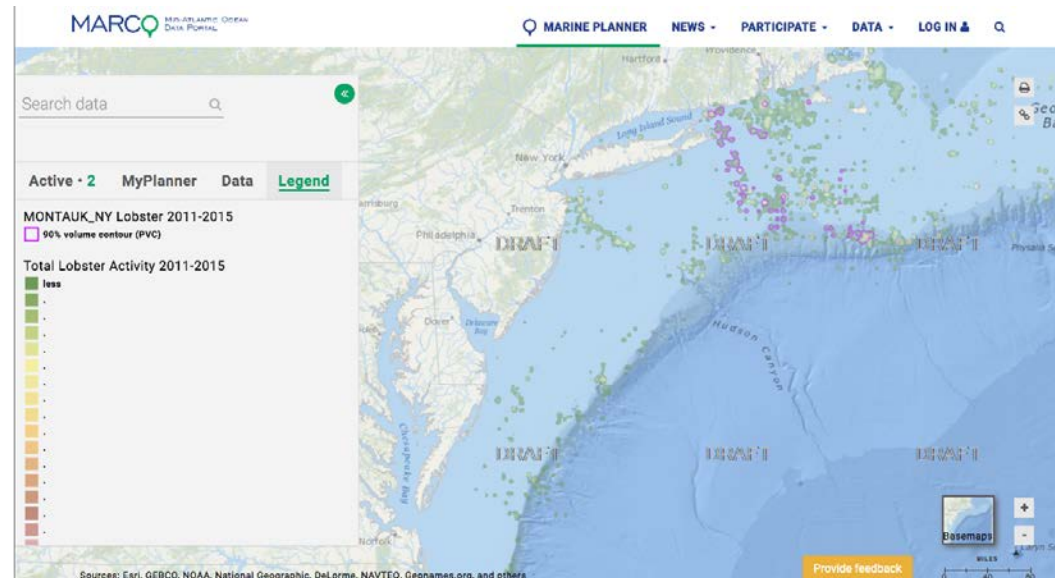 MARCO MID-ATLANTIC OCEAN DATA PORTAL
MARINE PLANNER NEWS PARTICIPATE DATA LOG IN
Search data
Active · 2 MyPlanner Data Legend
MONTAUK_NY Lobster 2011-2015
90% volume contour (PVC)
Total Lobster Activity 2011-2015
less
Hartford
Providence
Long Island Sound
New York
Trenton
Philadelphia
DRAFT DRAFT DRAFT
Dover
Delaware Bay
Hudson Canyon
Chesapeake Bay
DRAFT DRAFT DRAFT
Norfolk
Basemaps
+
-
MILES
Provide feedback
Sources: Esri, GEBCO, NOAA, National Geographic, DeLorme, NAVTEQ, Geonames.org, and others